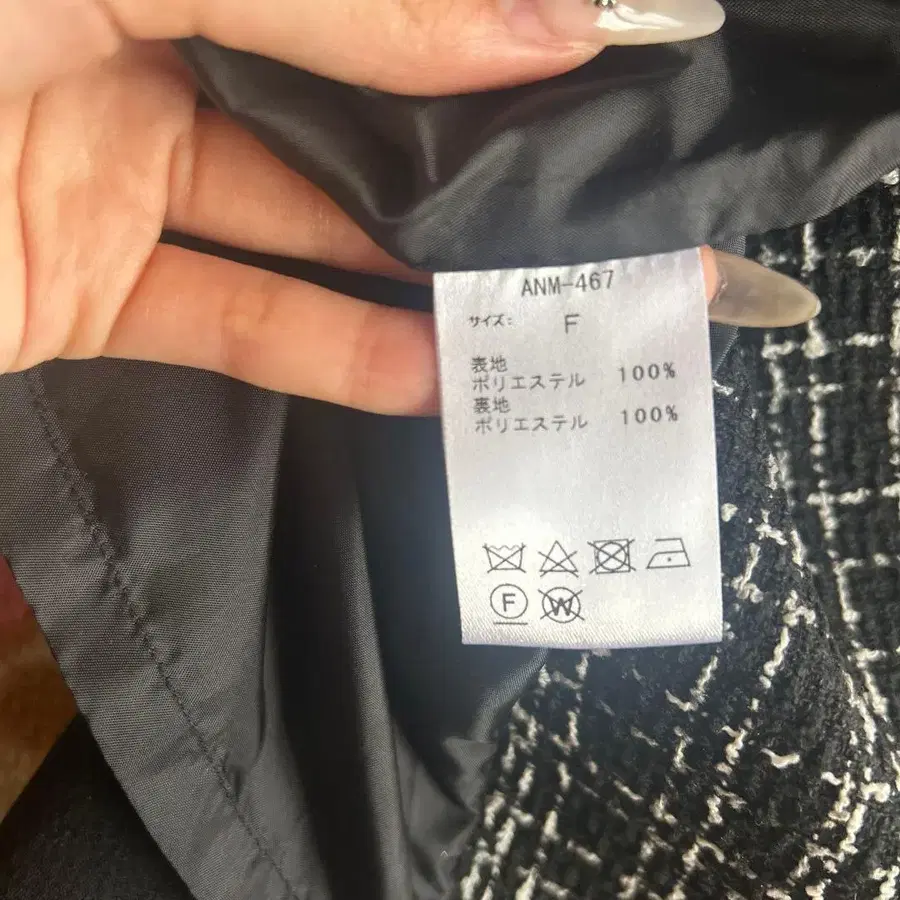 ANM-467
サイズ: F
表地
ポリエステル 100%
裏地
ポリエステル 100%
F W